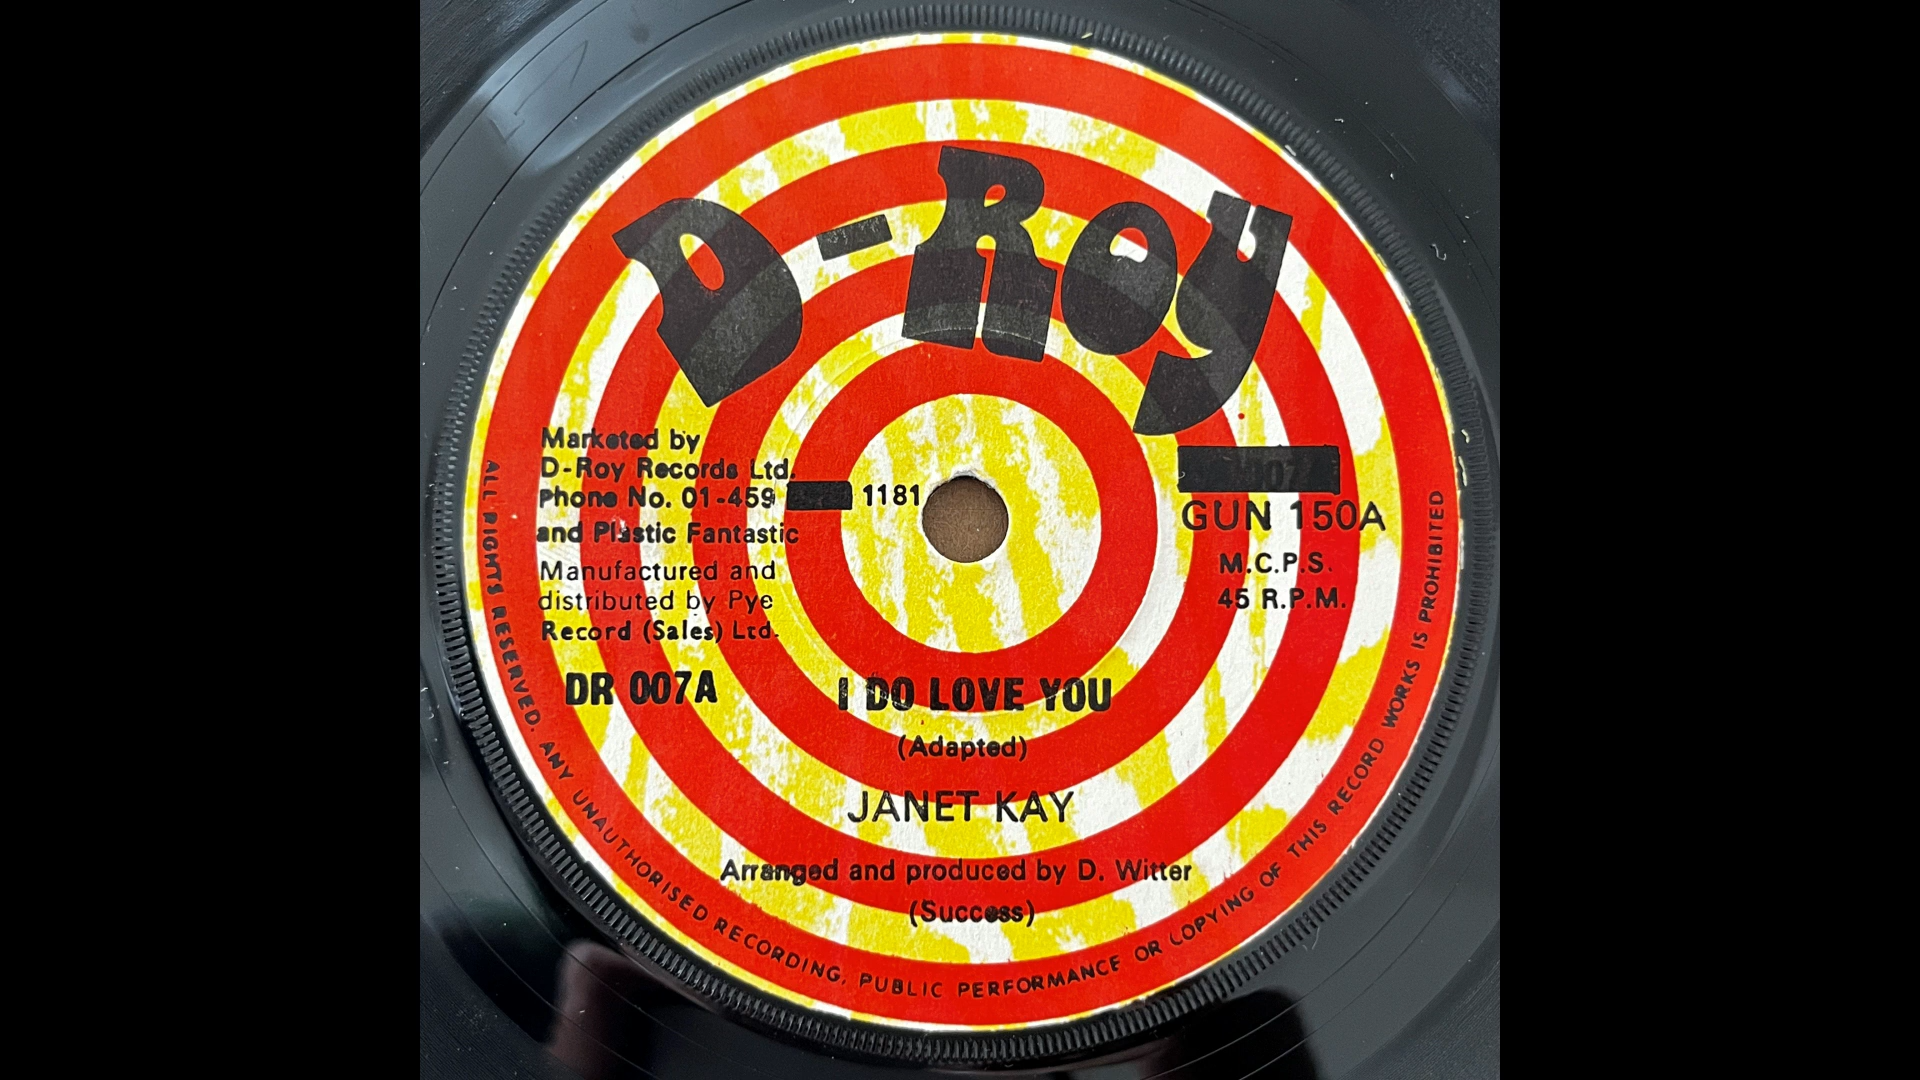 D-Roy
Marketed by
D-Roy Records Ltd.
Phone No. 01-459 1181
and Plastic Fantastic
Manufactured and
distributed by Pye
Record (Sales) Ltd.
DR 007A
GUN 150A
M.C.P.S.
45 R.P.M.
I DO LOVE YOU
(Adapted)
JANET KAY
Arranged and produced by D. Witter
(Success)
ALL RIGHTS RESERVED. ANY UNAUTHORISED RECORDING, PUBLIC PERFORMANCE OR COPYING OF THIS RECORD WORKS IS PROHIBITED